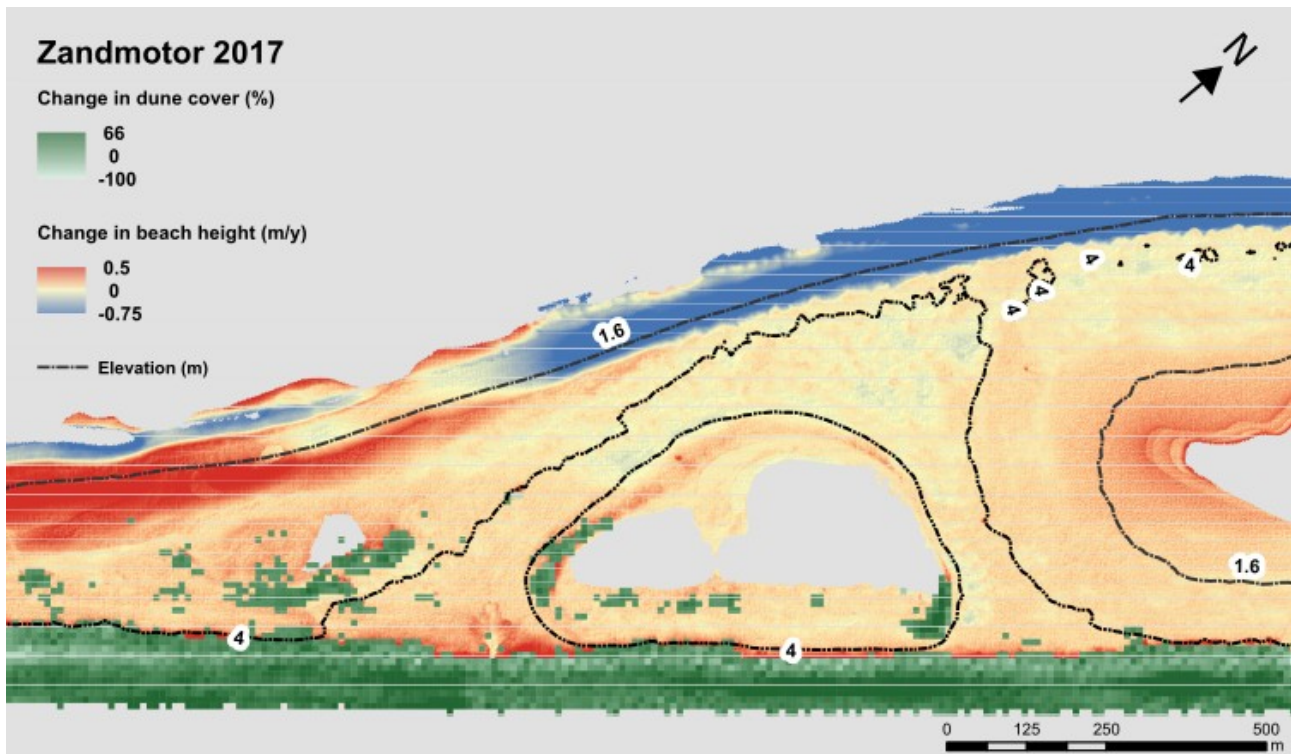 Zandmotor 2017
N
Change in dune cover (%)
66
0
-100
Change in beach height (m/y)
0.5
0
-0.75
Elevation (m)
4
4
4
4
1.6
1.6
4
4
0 125 250 500
m